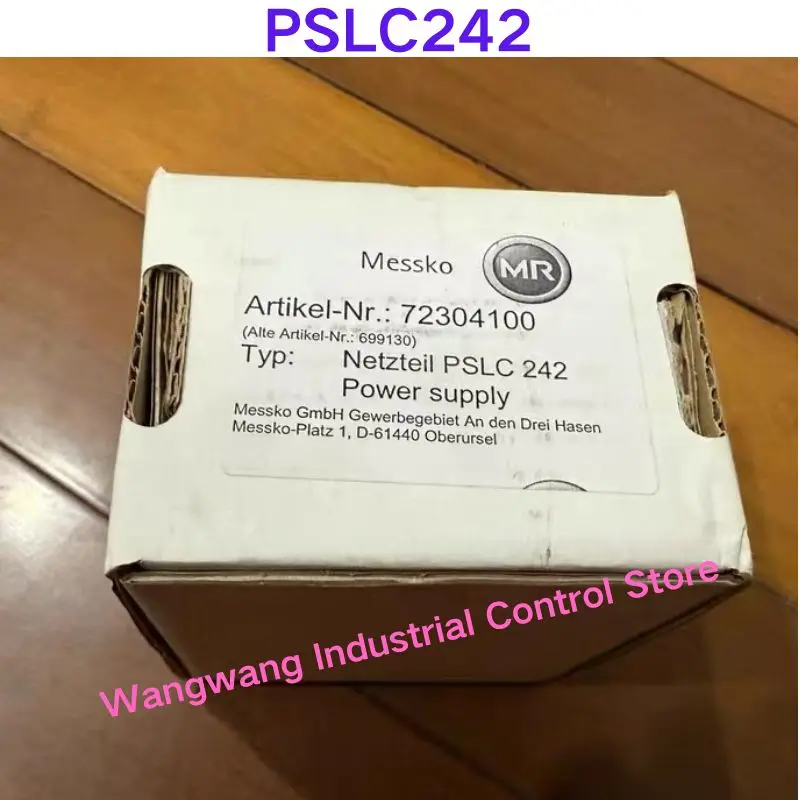 PSLC242
Messko MR
Artikel-Nr.: 72304100
(Alte Artikel-Nr.: 699130)
Typ: Netzteil PSLC 242
Power supply
Messko GmbH Gewerbegebiet An den Drei Hasen
Messko-Platz 1, D-61440 Oberursel
Wangwang Industrial Control Store